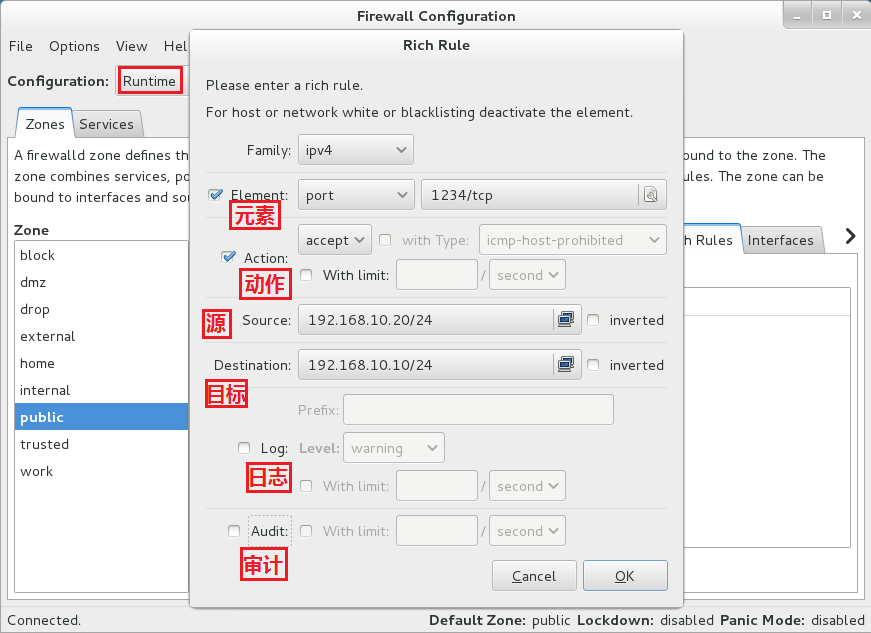 Firewall Configuration
File Options View Hel
Configuration: Runtime
Zones Services
A firewalld zone defines th
zone combines services, po
bound to interfaces and sou
Zone
block
dmz
drop
external
home
internal
public
trusted
work
Rich Rule
Please enter a rich rule.
For host or network white or blacklisting deactivate the element.
Family: ipv4
Element: port 1234/tcp
元素
Action: accept with Type: icmp-host-prohibited
动作
With limit: / second
源 Source: 192.168.10.20/24 inverted
Destination: 192.168.10.10/24 inverted
目标
Prefix:
Log: Level: warning
日志
With limit: / second
Audit: With limit: / second
审计
Cancel OK
ound to the zone. The
ules. The zone can be
h Rules Interfaces
Connected.
Default Zone: public Lockdown: disabled Panic Mode: disabled